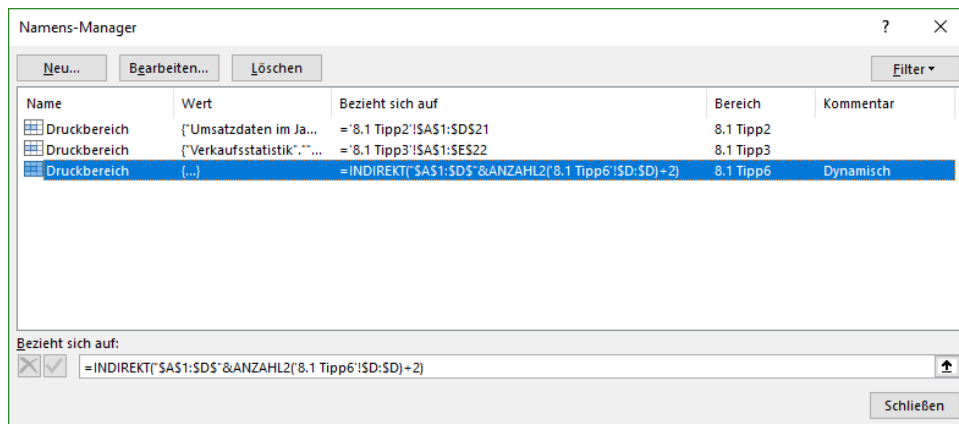 Namens-Manager ?
Neu... Bearbeiten... Löschen Filter
Name Wert Bezieht sich auf Bereich Kommentar
Druckbereich {"Umsatzdaten im Ja... ='8.1 Tipp2'!$A$1:$D$21 8.1 Tipp2
Druckbereich {"Verkaufsstatistik".""... ='8.1 Tipp3'!$A$1:$E$22 8.1 Tipp3
Druckbereich {...} =INDIREKT("$A$1:$D$"&ANZAHL2('8.1 Tipp6'!$D:$D)+2) 8.1 Tipp6 Dynamisch
Bezieht sich auf:
=INDIREKT("$A$1:$D$"&ANZAHL2('8.1 Tipp6'!$D:$D)+2)
Schließen